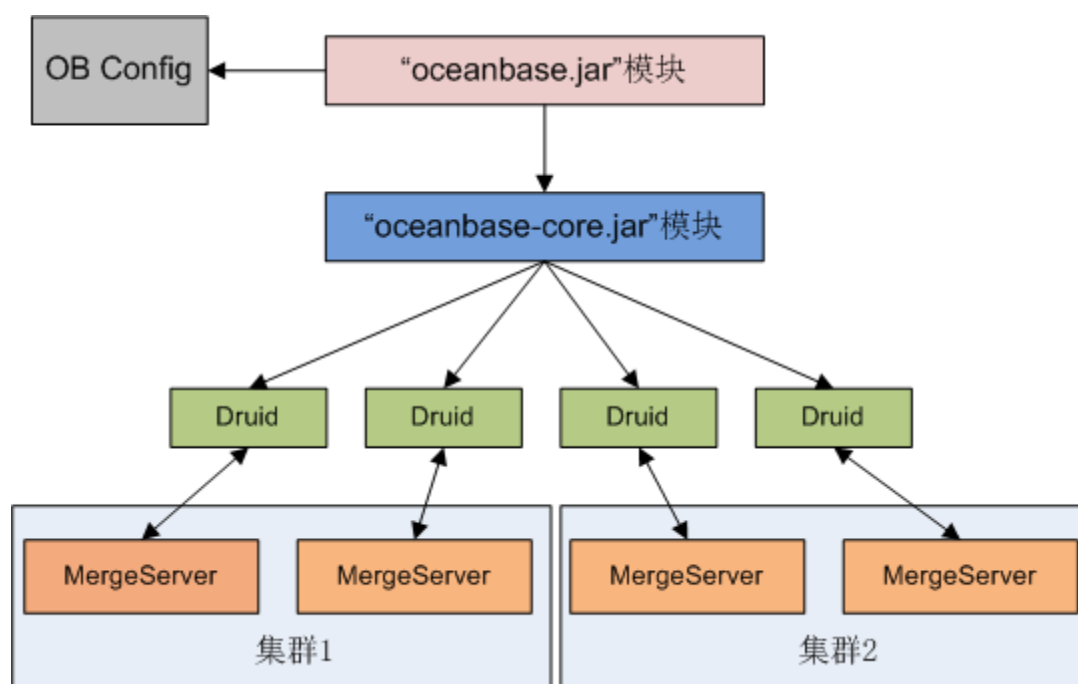 OB Config
“oceanbase.jar”模块
“oceanbase-core.jar”模块
Druid
Druid
Druid
Druid
MergeServer
MergeServer
MergeServer
MergeServer
集群1
集群2